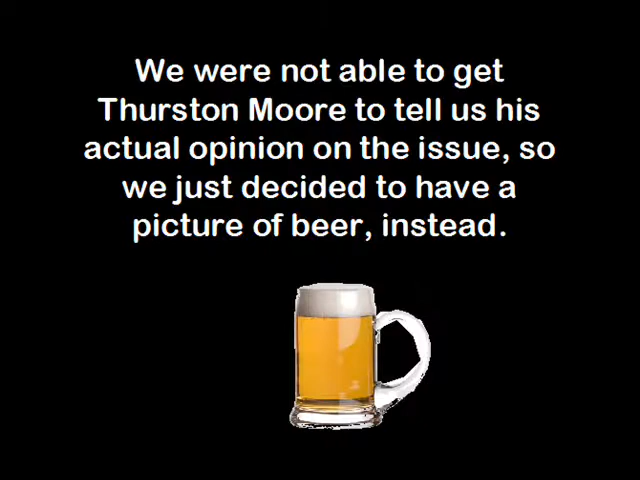 We were not able to get
Thurston Moore to tell us his
actual opinion on the issue, so
we just decided to have a
picture of beer, instead.